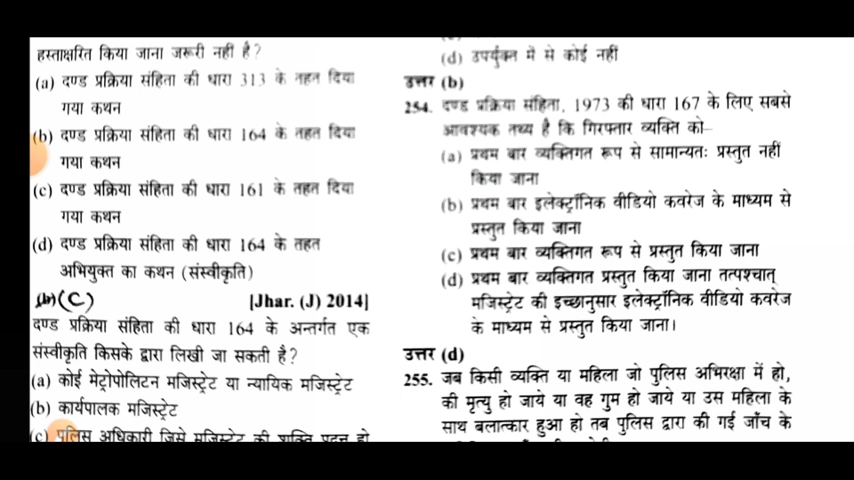 हस्ताक्षरित किया जाना जरूरी नहीं है?
(a) दण्ड प्रक्रिया संहिता की धारा 313 के तहत दिया
गया कथन
(b) दण्ड प्रक्रिया संहिता की धारा 164 के तहत दिया
गया कथन
(c) दण्ड प्रक्रिया संहिता की धारा 161 के तहत दिया
गया कथन
(d) दण्ड प्रक्रिया संहिता की धारा 164 के तहत
अभियुक्त का कथन (संस्वीकृति)
(b) (C) [Jhar. (J) 2014]
दण्ड प्रक्रिया संहिता की धारा 164 के अन्तर्गत एक
संस्वीकृति किसके द्वारा लिखी जा सकती है?
(a) कोई मेट्रोपोलिटन मजिस्ट्रेट या न्यायिक मजिस्ट्रेट
(b) कार्यपालक मजिस्ट्रेट
(c) पुलिस अधिकारी जिसे मजिस्ट्रेट की शक्ति प्रदत्त हो
(d) उपर्युक्त में से कोई नहीं
उत्तर (b)
254. दण्ड प्रक्रिया संहिता, 1973 की धारा 167 के लिए सबसे
आवश्यक तथ्य है कि गिरफ्तार व्यक्ति को–
(a) प्रथम बार व्यक्तिगत रूप से सामान्यतः प्रस्तुत नहीं
किया जाना
(b) प्रथम बार इलेक्ट्रॉनिक वीडियो कवरेज के माध्यम से
प्रस्तुत किया जाना
(c) प्रथम बार व्यक्तिगत रूप से प्रस्तुत किया जाना
(d) प्रथम बार व्यक्तिगत प्रस्तुत किया जाना तत्पश्चात्
मजिस्ट्रेट की इच्छानुसार इलेक्ट्रॉनिक वीडियो कवरेज
के माध्यम से प्रस्तुत किया जाना।
उत्तर (d)
255. जब किसी व्यक्ति या महिला जो पुलिस अभिरक्षा में हो,
की मृत्यु हो जाये या वह गुम हो जाये या उस महिला के
साथ बलात्कार हुआ हो तब पुलिस द्वारा की गई जाँच के